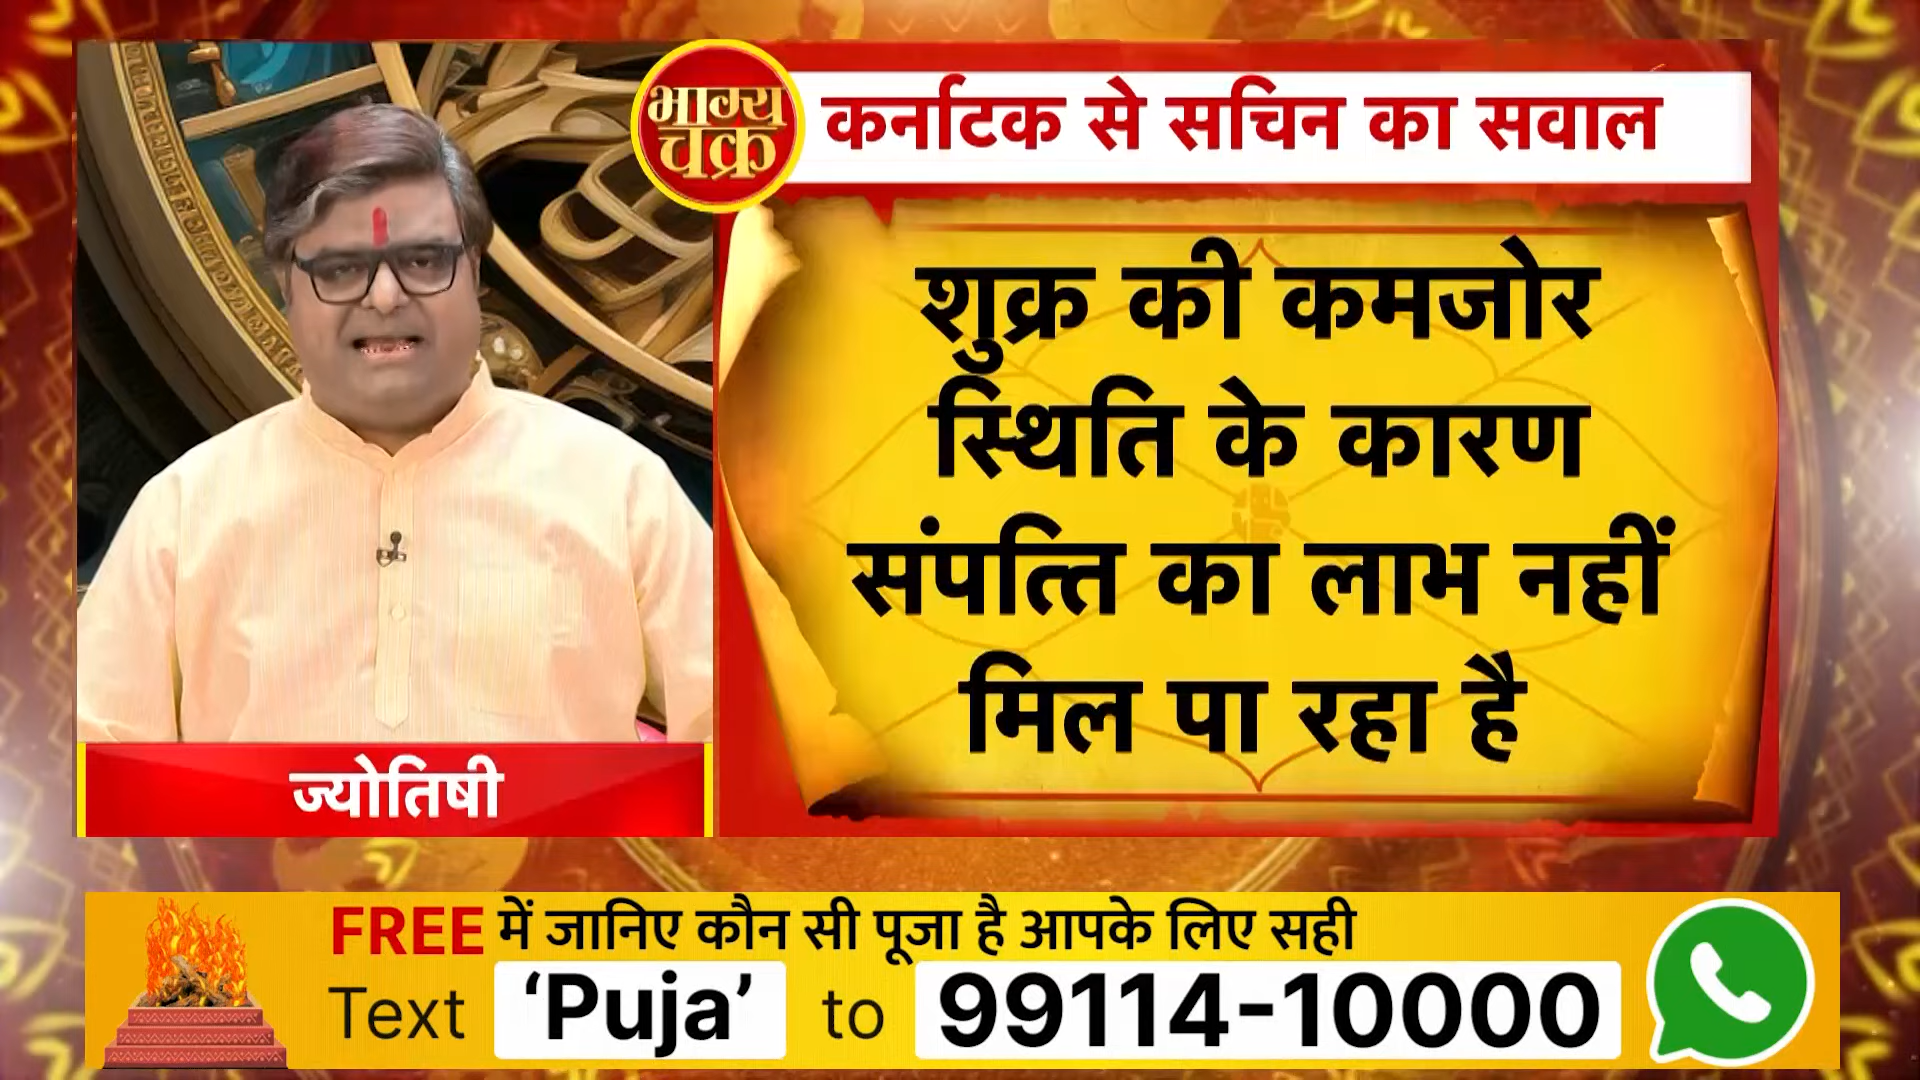 भाग्य
चक्र
कर्नाटक से सचिन का सवाल
शुक्र की कमजोर
स्थिति के कारण
संपत्ति का लाभ नहीं
मिल पा रहा है
ज्योतिषी
FREE में जानिए कौन सी पूजा है आपके लिए सही
Text ‘Puja’ to 99114-10000